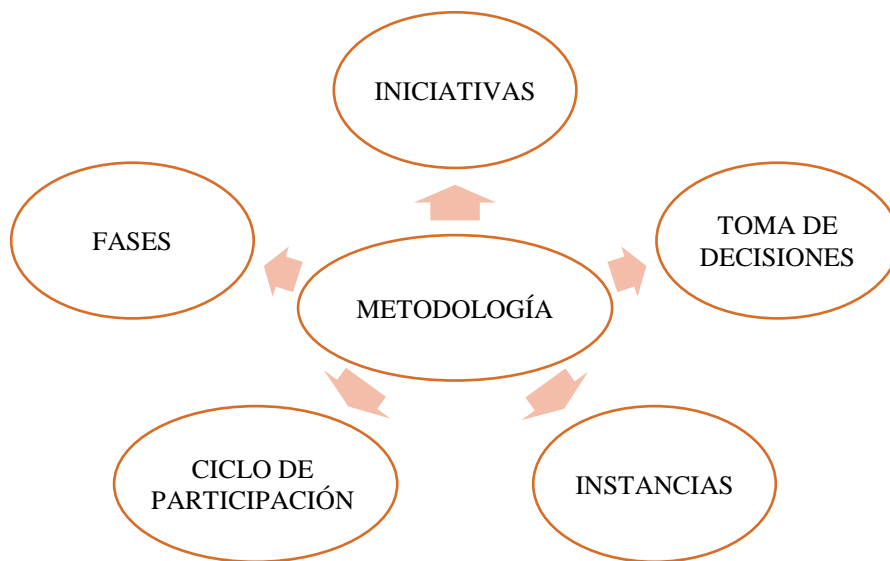 INICIATIVAS
FASES
TOMA DE
DECISIONES
METODOLOGÍA
CICLO DE
PARTICIPACIÓN
INSTANCIAS